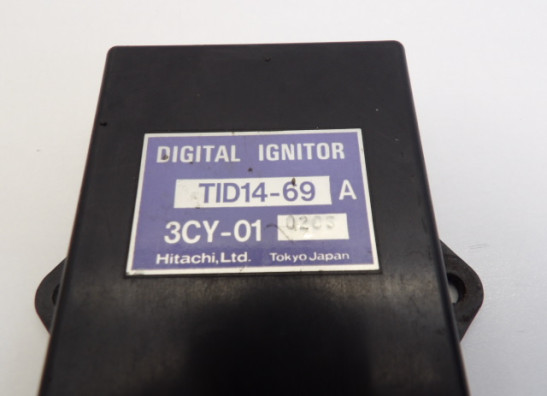 DIGITAL IGNITOR
TID14-69 A
3CY-01
Hitachi,Ltd. Tokyo Japan